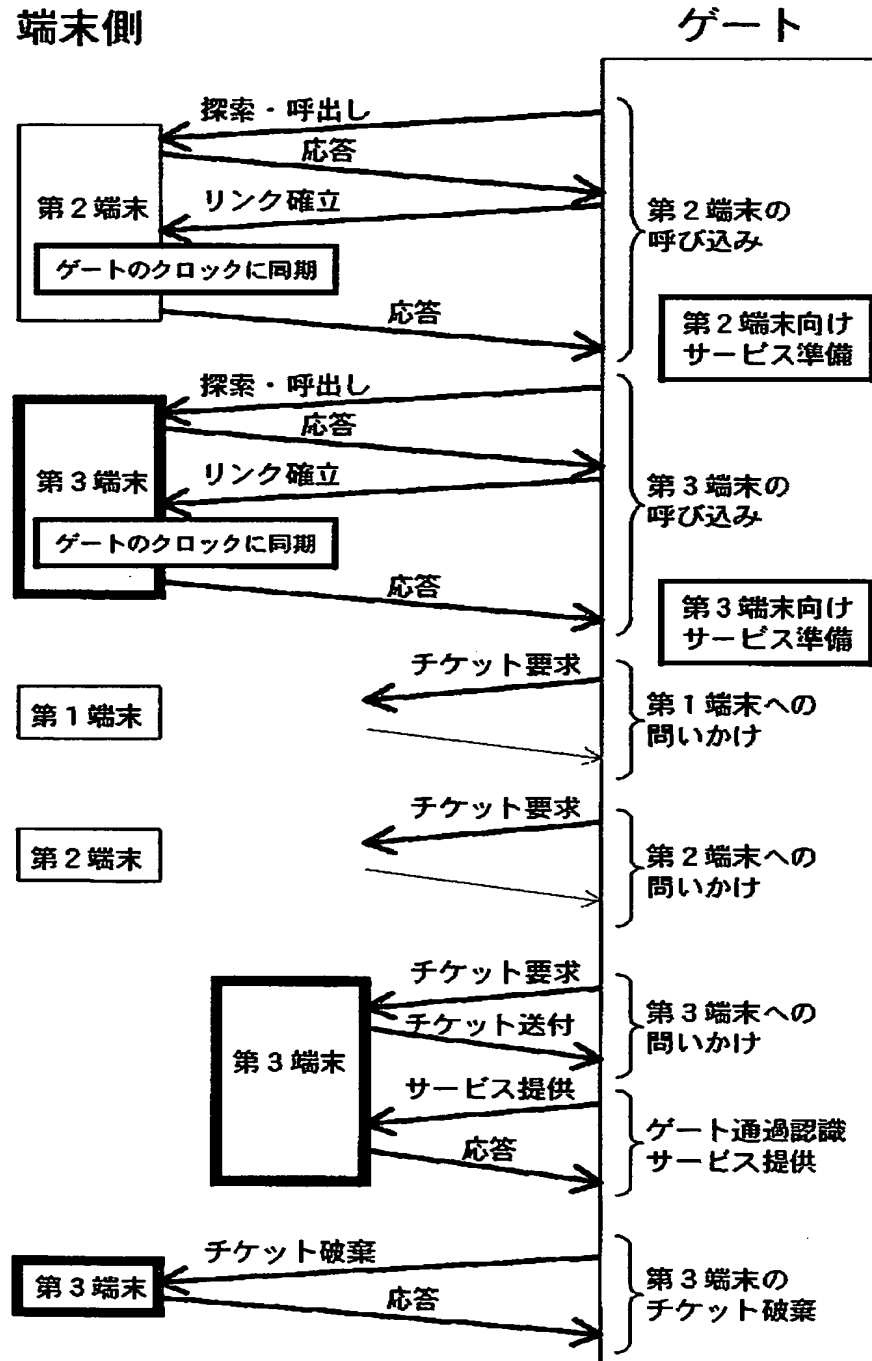 端末側
ゲート
探索・呼出し
応答
第２端末
リンク確立
第２端末の
呼び込み
ゲートのクロックに同期
応答
第２端末向け
サービス準備
探索・呼出し
応答
第３端末
リンク確立
第３端末の
呼び込み
ゲートのクロックに同期
応答
第３端末向け
サービス準備
チケット要求
第１端末
第１端末への
問いかけ
チケット要求
第２端末
第２端末への
問いかけ
チケット要求
チケット送付
第３端末への
問いかけ
第３端末
サービス提供
応答
ゲート通過認識
サービス提供
チケット破棄
第３端末
応答
第３端末の
チケット破棄